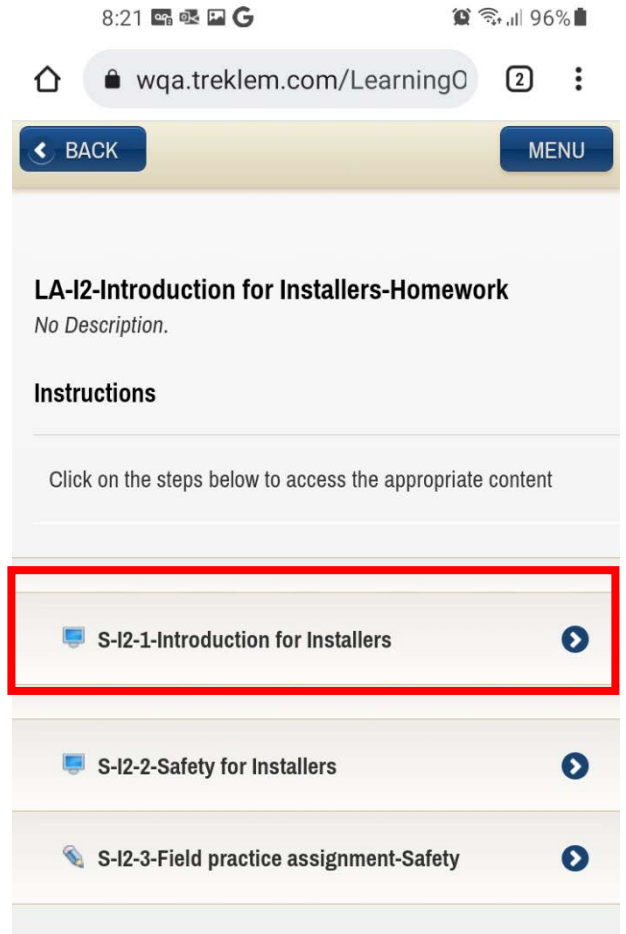 8:21 G 96%
wqa.treklem.com/LearningO 2
BACK MENU
LA-I2-Introduction for Installers-Homework
No Description.
Instructions
Click on the steps below to access the appropriate content
S-I2-1-Introduction for Installers
S-I2-2-Safety for Installers
S-I2-3-Field practice assignment-Safety